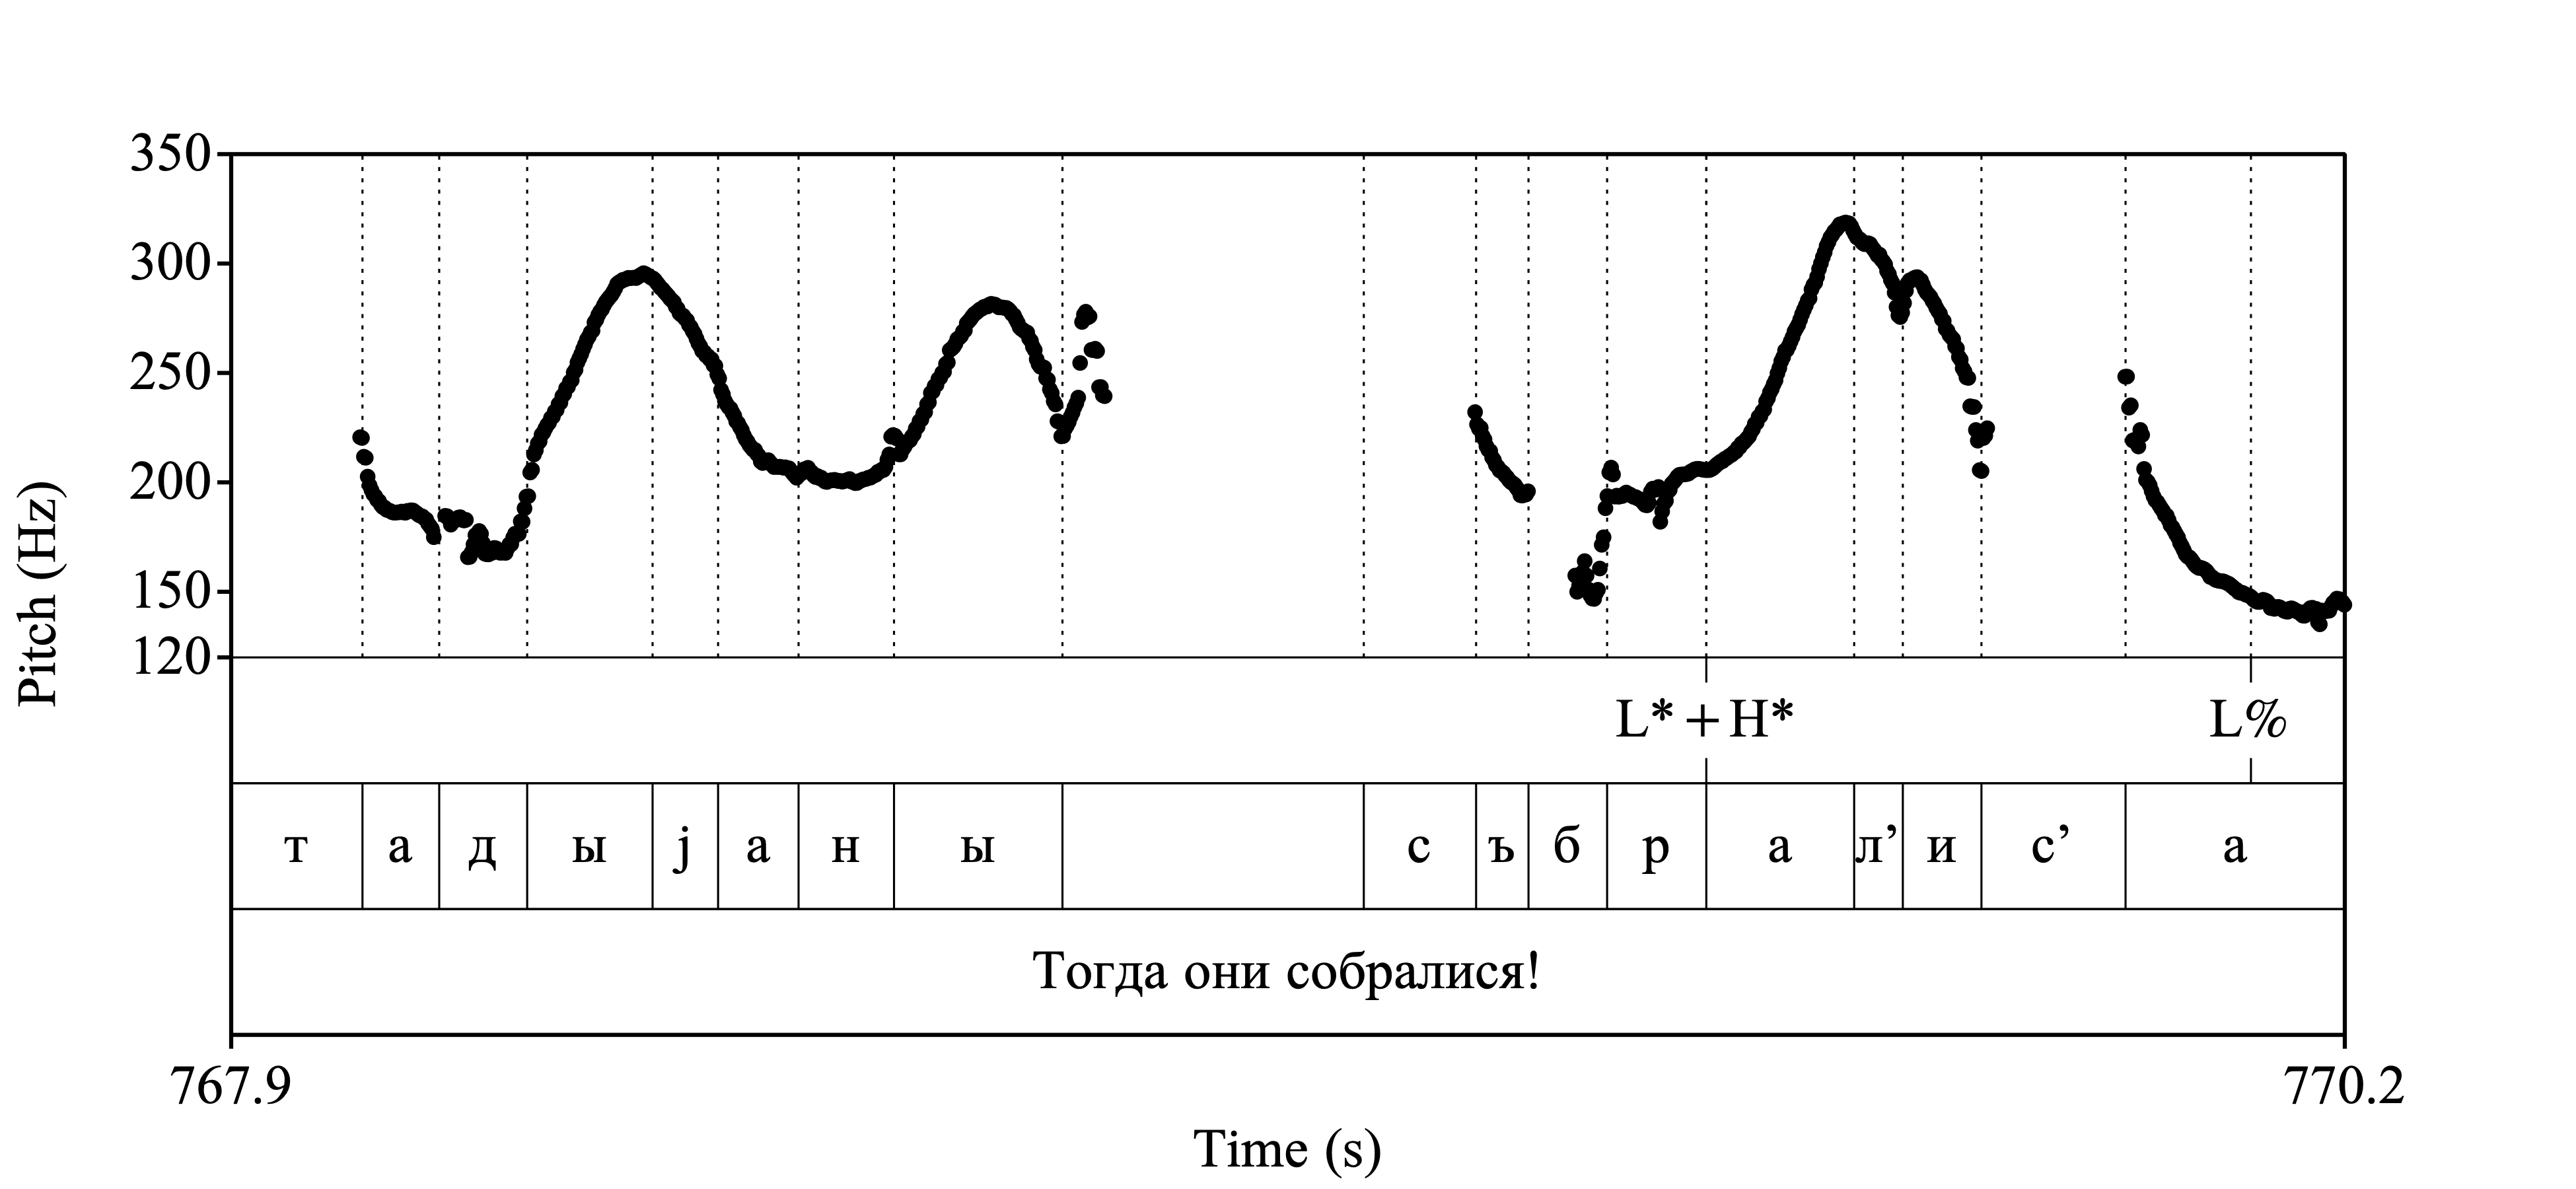 350
300
250
200
150
120
Pitch (Hz)
L* + H* L%
т а д ы j а н ы с ъ б р а л’ и с’ а
Тогда они собралися!
767.9 770.2
Time (s)